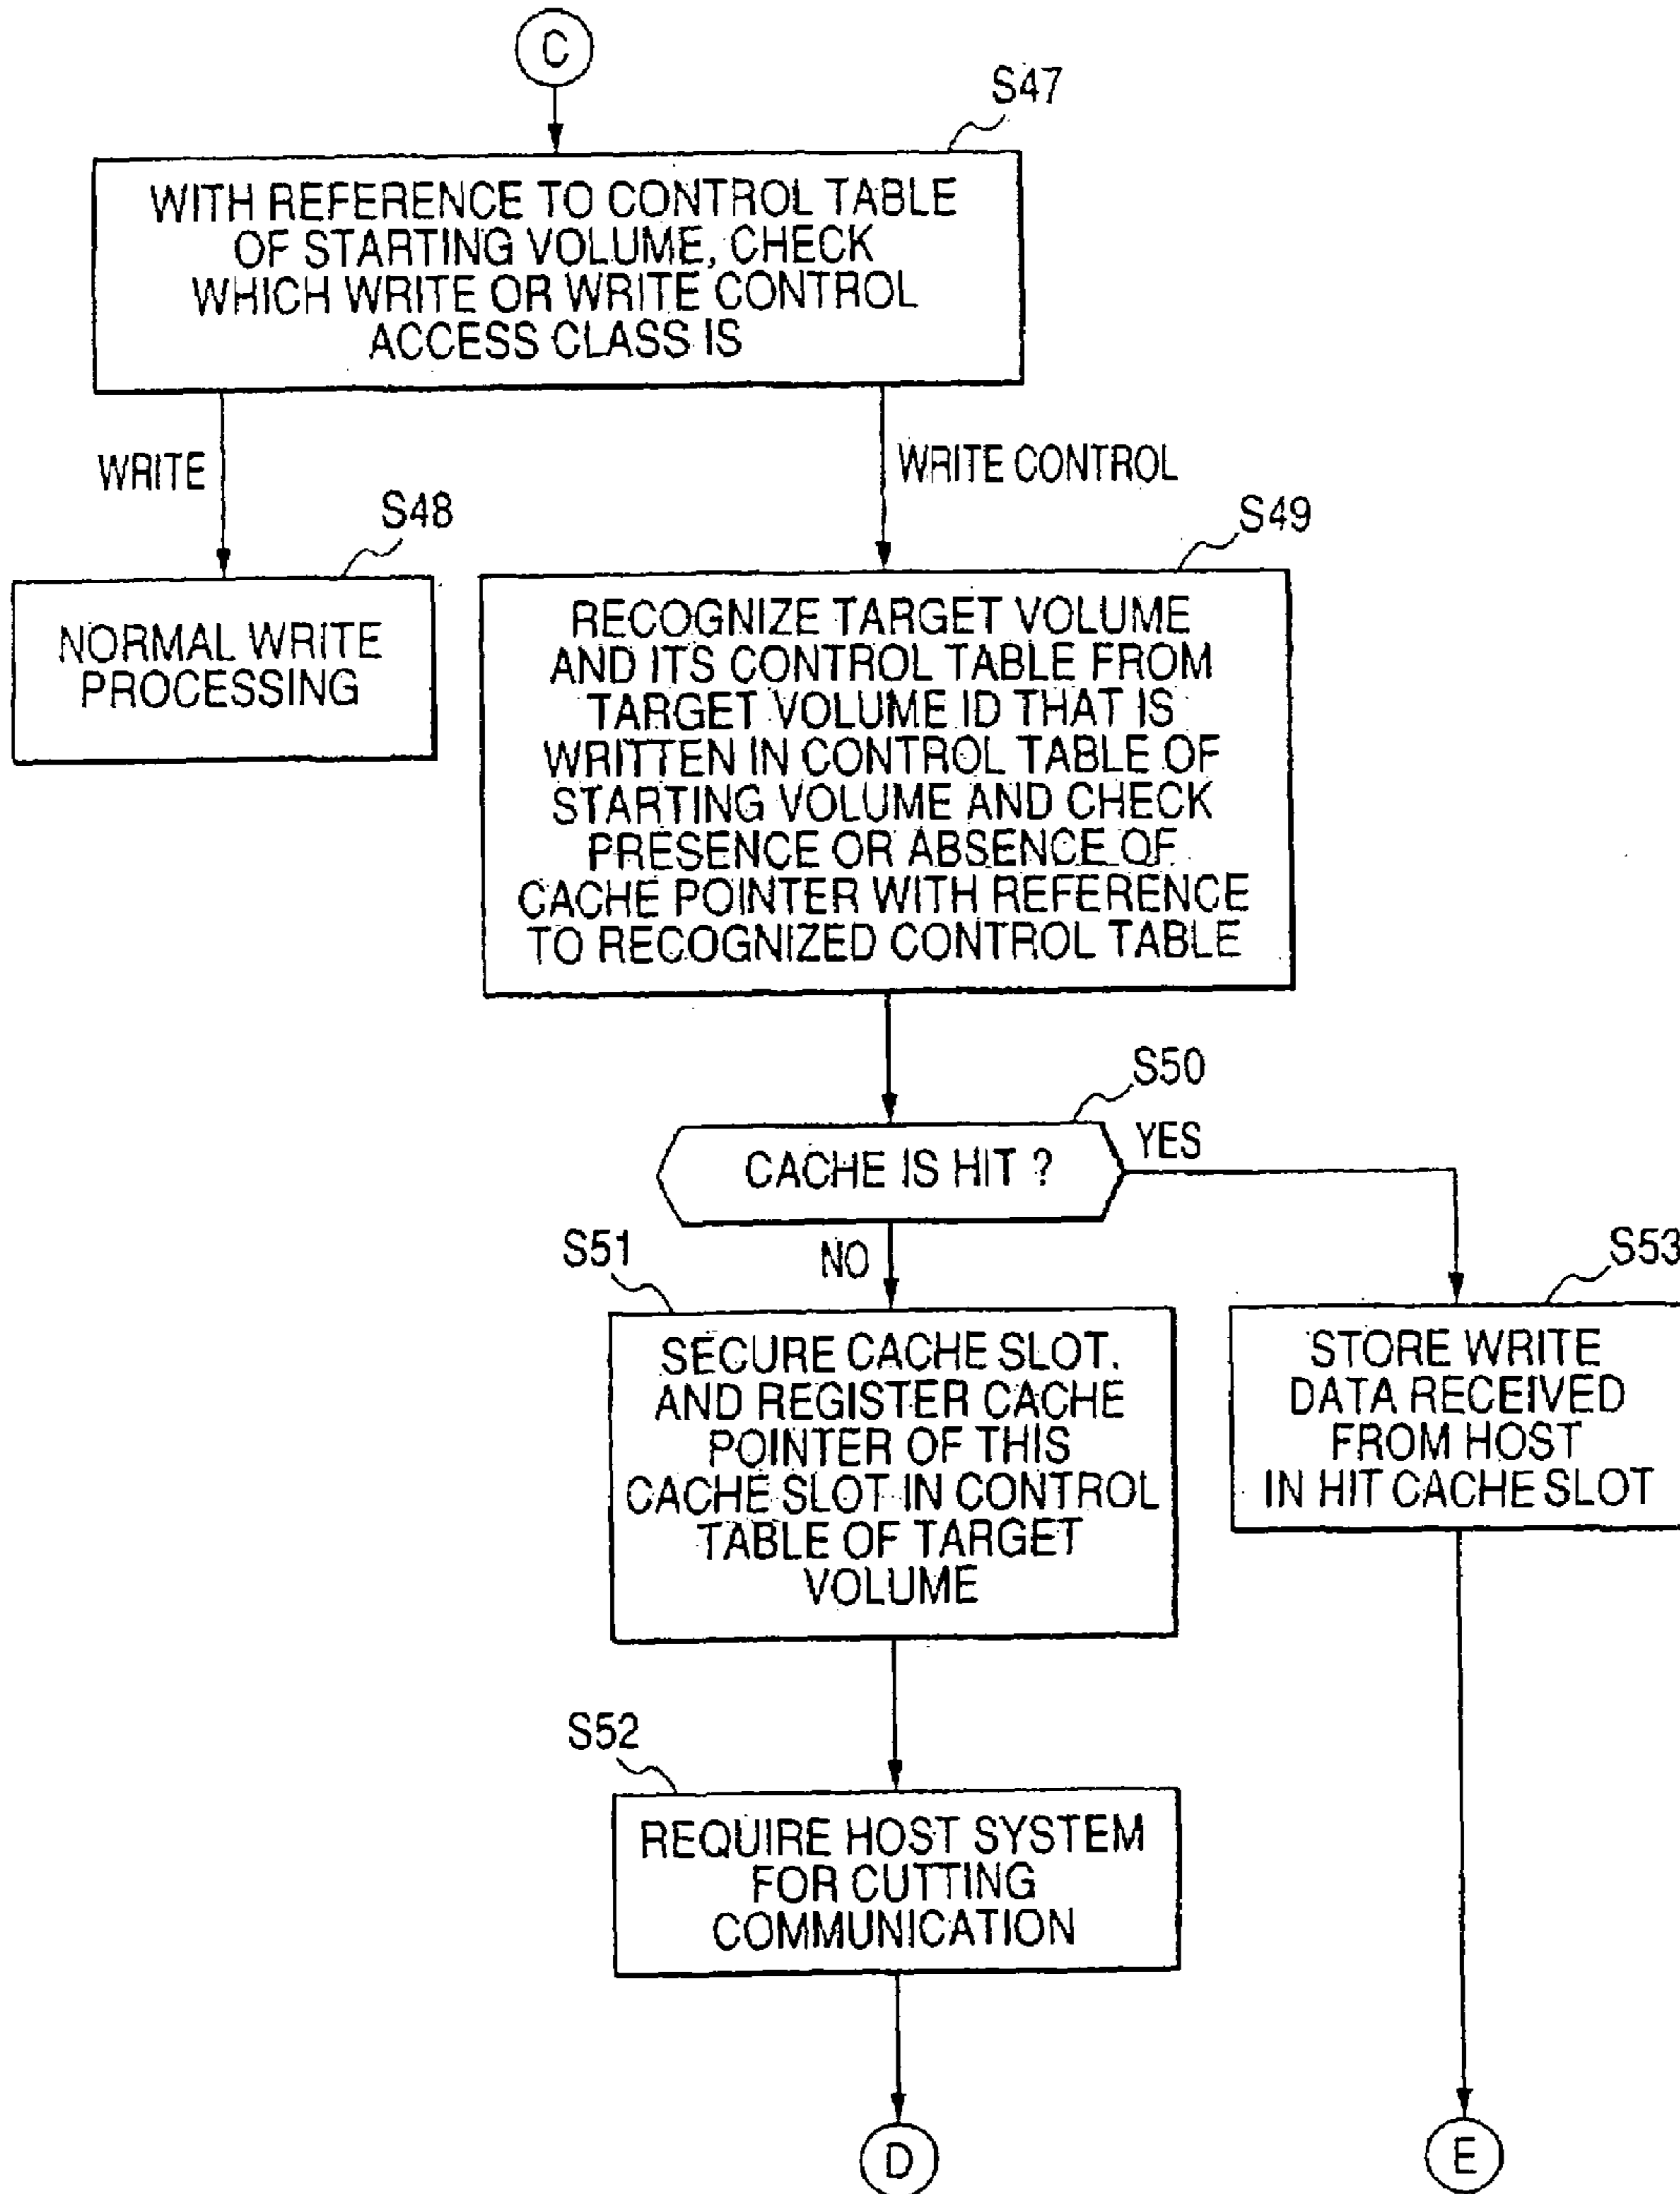 C
S47
WITH REFERENCE TO CONTROL TABLE
OF STARTING VOLUME, CHECK
WHICH WRITE OR WRITE CONTROL
ACCESS CLASS IS
WRITE
WRITE CONTROL
S48
NORMAL WRITE
PROCESSING
S49
RECOGNIZE TARGET VOLUME
AND ITS CONTROL TABLE FROM
TARGET VOLUME ID THAT IS
WRITTEN IN CONTROL TABLE OF
STARTING VOLUME AND CHECK
PRESENCE OR ABSENCE OF
CACHE POINTER WITH REFERENCE
TO RECOGNIZED CONTROL TABLE
S50
CACHE IS HIT ?
YES
NO
S51
SECURE CACHE SLOT.
AND REGISTER CACHE
POINTER OF THIS
CACHE SLOT IN CONTROL
TABLE OF TARGET
VOLUME
S53
STORE WRITE
DATA RECEIVED
FROM HOST
IN HIT CACHE SLOT
S52
REQUIRE HOST SYSTEM
FOR CUTTING
COMMUNICATION
D
E